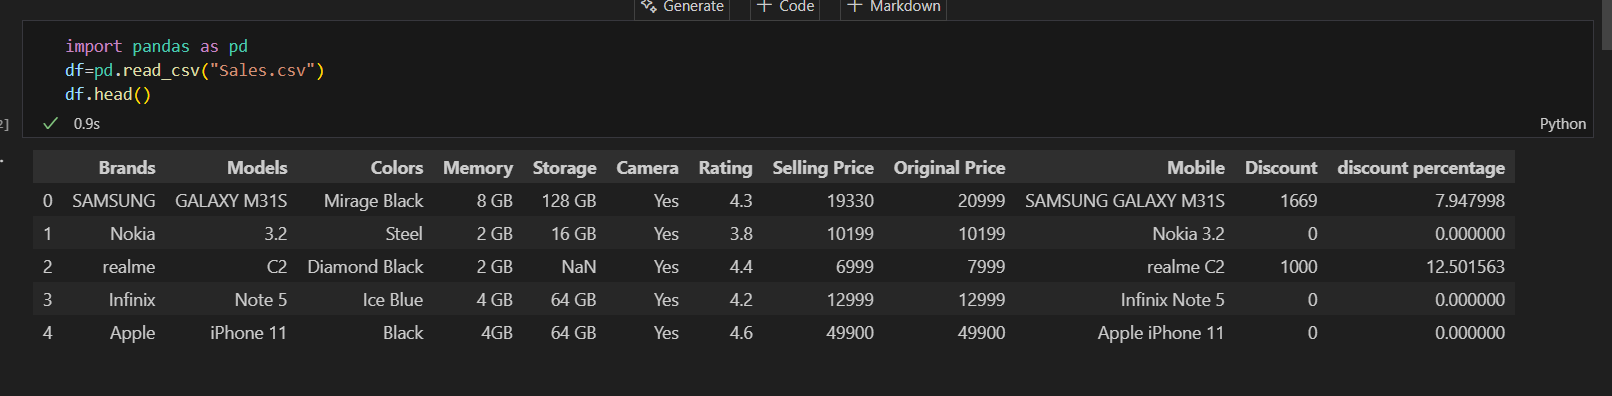 Generate + Code + Markdown
import pandas as pd
df=pd.read_csv("Sales.csv")
df.head()
2] ✓ 0.9s Python
Brands Models Colors Memory Storage Camera Rating Selling Price Original Price Mobile Discount discount percentage
0 SAMSUNG GALAXY M31S Mirage Black 8 GB 128 GB Yes 4.3 19330 20999 SAMSUNG GALAXY M31S 1669 7.947998
1 Nokia 3.2 Steel 2 GB 16 GB Yes 3.8 10199 10199 Nokia 3.2 0 0.000000
2 realme C2 Diamond Black 2 GB NaN Yes 4.4 6999 7999 realme C2 1000 12.501563
3 Infinix Note 5 Ice Blue 4 GB 64 GB Yes 4.2 12999 12999 Infinix Note 5 0 0.000000
4 Apple iPhone 11 Black 4GB 64 GB Yes 4.6 49900 49900 Apple iPhone 11 0 0.000000